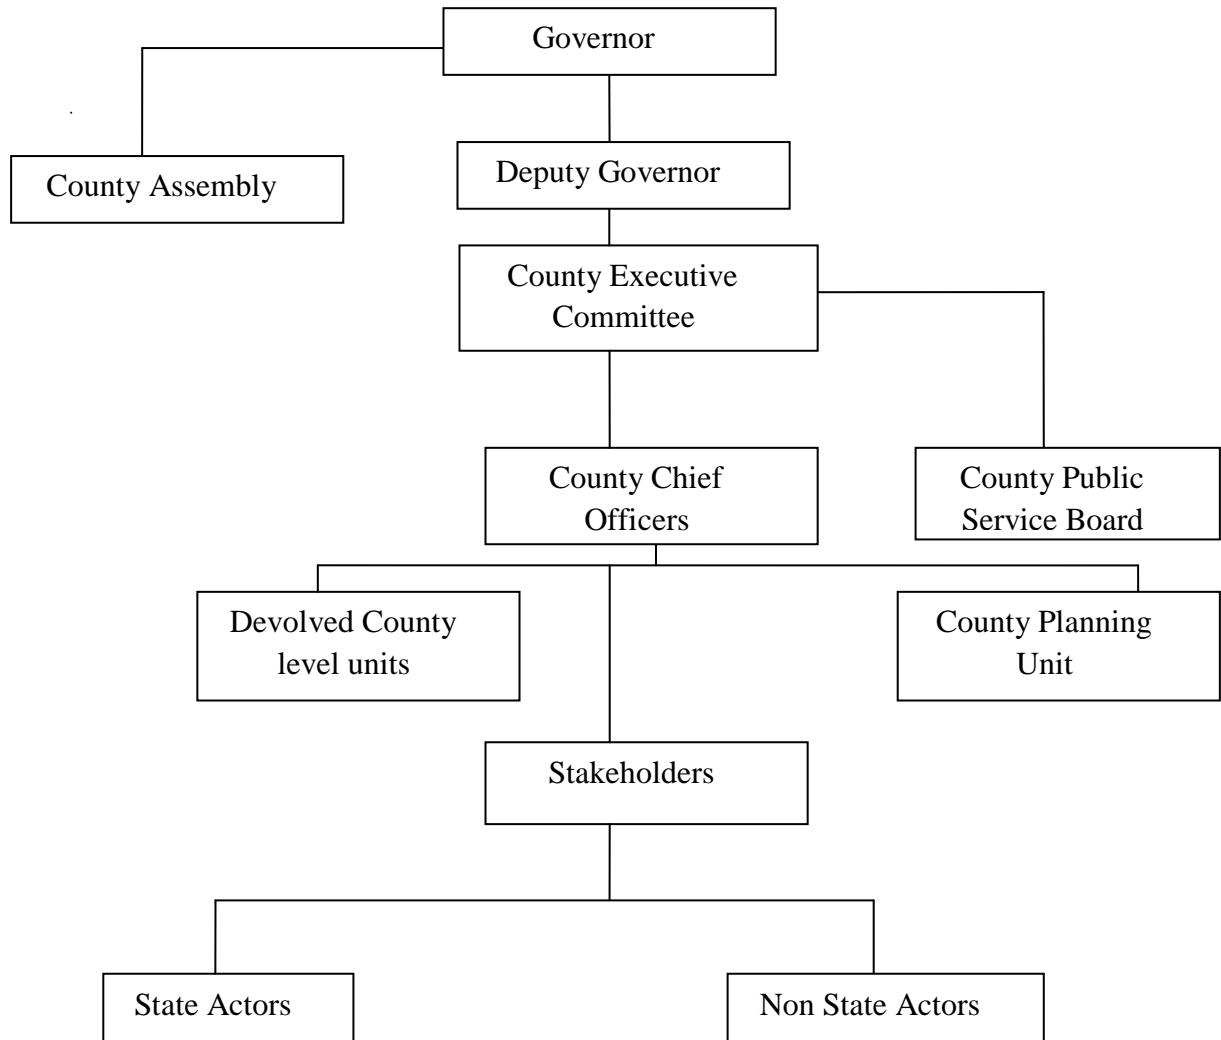 Governor
County Assembly
Deputy Governor
County Executive
Committee
County Chief
Officers
County Public
Service Board
Devolved County
level units
County Planning
Unit
Stakeholders
State Actors
Non State Actors